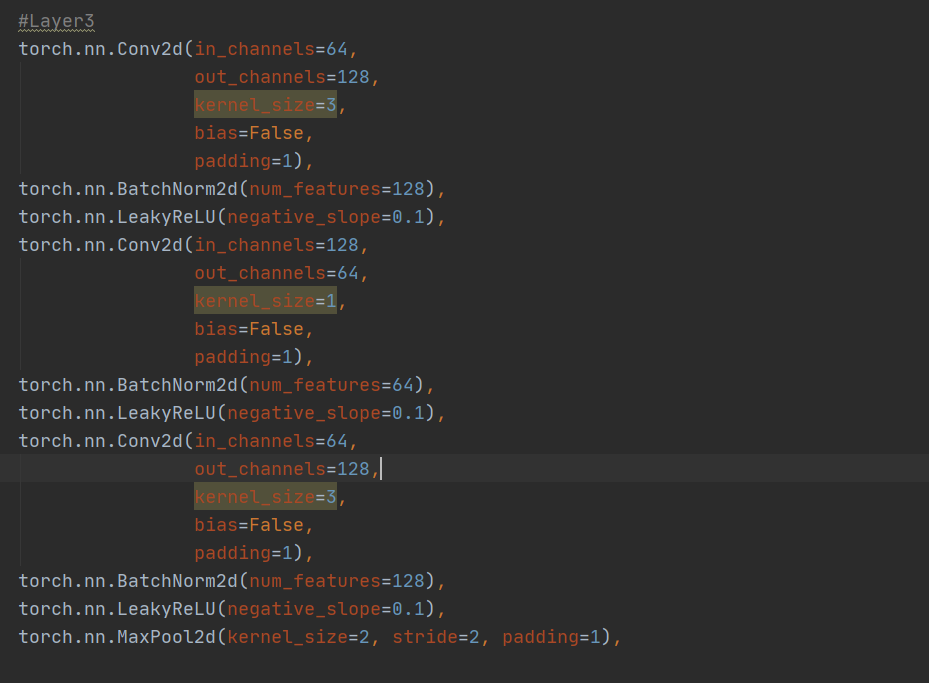 #Layer3
torch.nn.Conv2d(in_channels=64,
out_channels=128,
kernel_size=3,
bias=False,
padding=1),
torch.nn.BatchNorm2d(num_features=128),
torch.nn.LeakyReLU(negative_slope=0.1),
torch.nn.Conv2d(in_channels=128,
out_channels=64,
kernel_size=1,
bias=False,
padding=1),
torch.nn.BatchNorm2d(num_features=64),
torch.nn.LeakyReLU(negative_slope=0.1),
torch.nn.Conv2d(in_channels=64,
out_channels=128,
kernel_size=3,
bias=False,
padding=1),
torch.nn.BatchNorm2d(num_features=128),
torch.nn.LeakyReLU(negative_slope=0.1),
torch.nn.MaxPool2d(kernel_size=2, stride=2, padding=1),